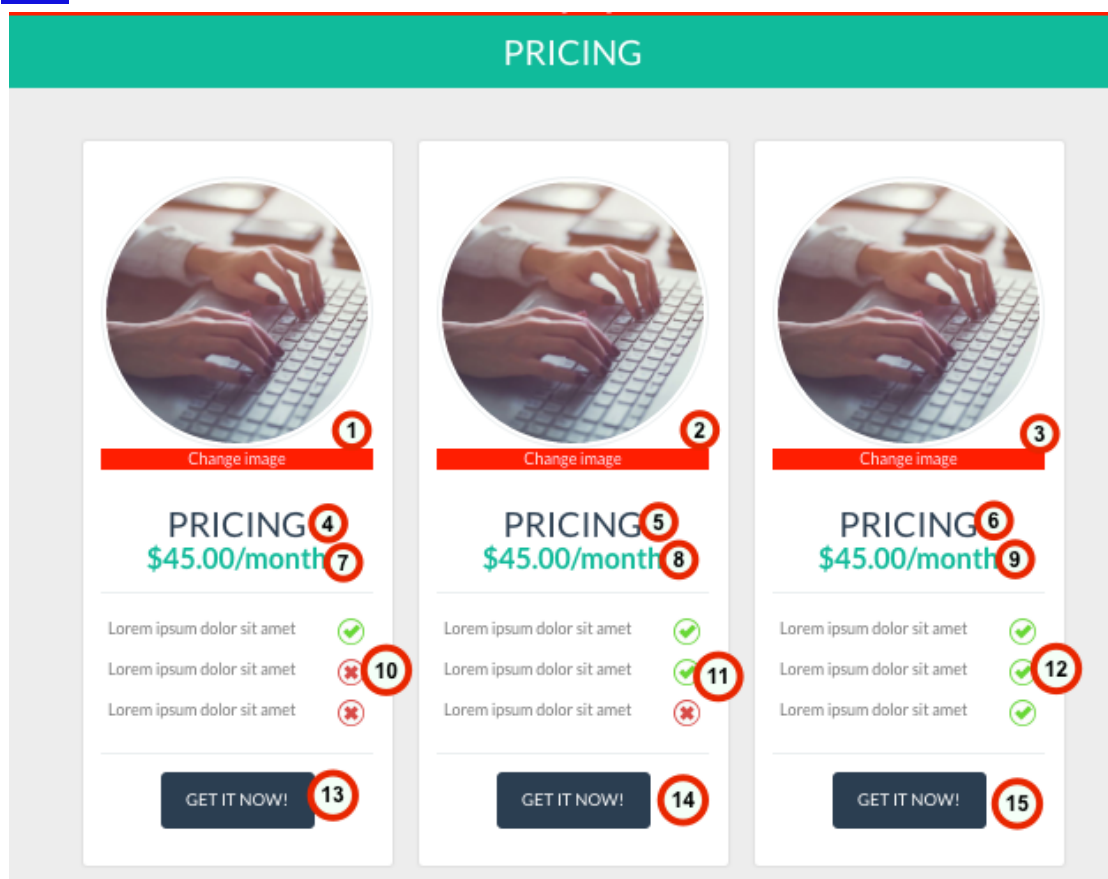 PRICING
1
Change image
PRICING 4
$45.00/month 7
Lorem ipsum dolor sit amet
Lorem ipsum dolor sit amet 10
Lorem ipsum dolor sit amet
GET IT NOW! 13
2
Change image
PRICING 5
$45.00/month 8
Lorem ipsum dolor sit amet
Lorem ipsum dolor sit amet 11
Lorem ipsum dolor sit amet
GET IT NOW! 14
3
Change image
PRICING 6
$45.00/month 9
Lorem ipsum dolor sit amet
Lorem ipsum dolor sit amet 12
Lorem ipsum dolor sit amet
GET IT NOW! 15